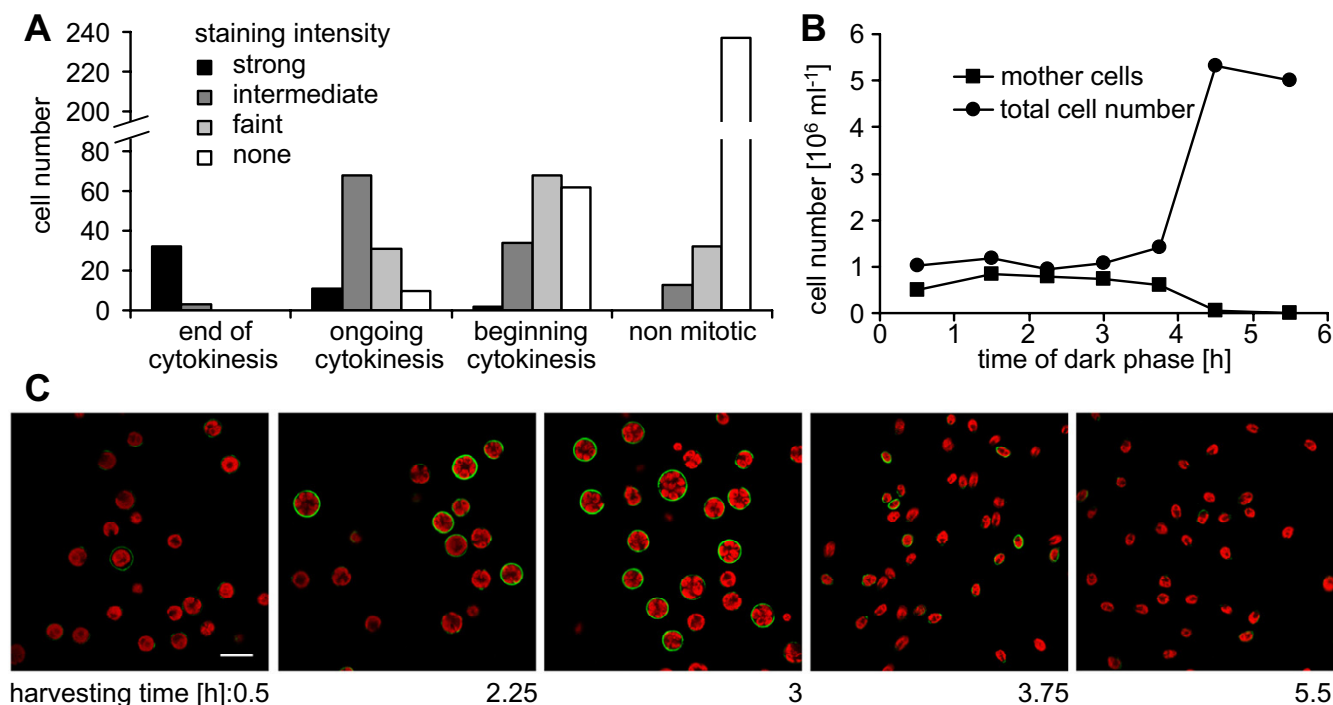 A
staining intensity
strong
intermediate
faint
none
cell number
240
220
200
80
60
40
20
0
end of cytokinesis
ongoing cytokinesis
beginning cytokinesis
non mitotic
B
mother cells
total cell number
cell number [10⁶ ml⁻¹]
6
5
4
3
2
1
0
0 1 2 3 4 5 6
time of dark phase [h]
C
harvesting time [h]:0.5 2.25 3 3.75 5.5